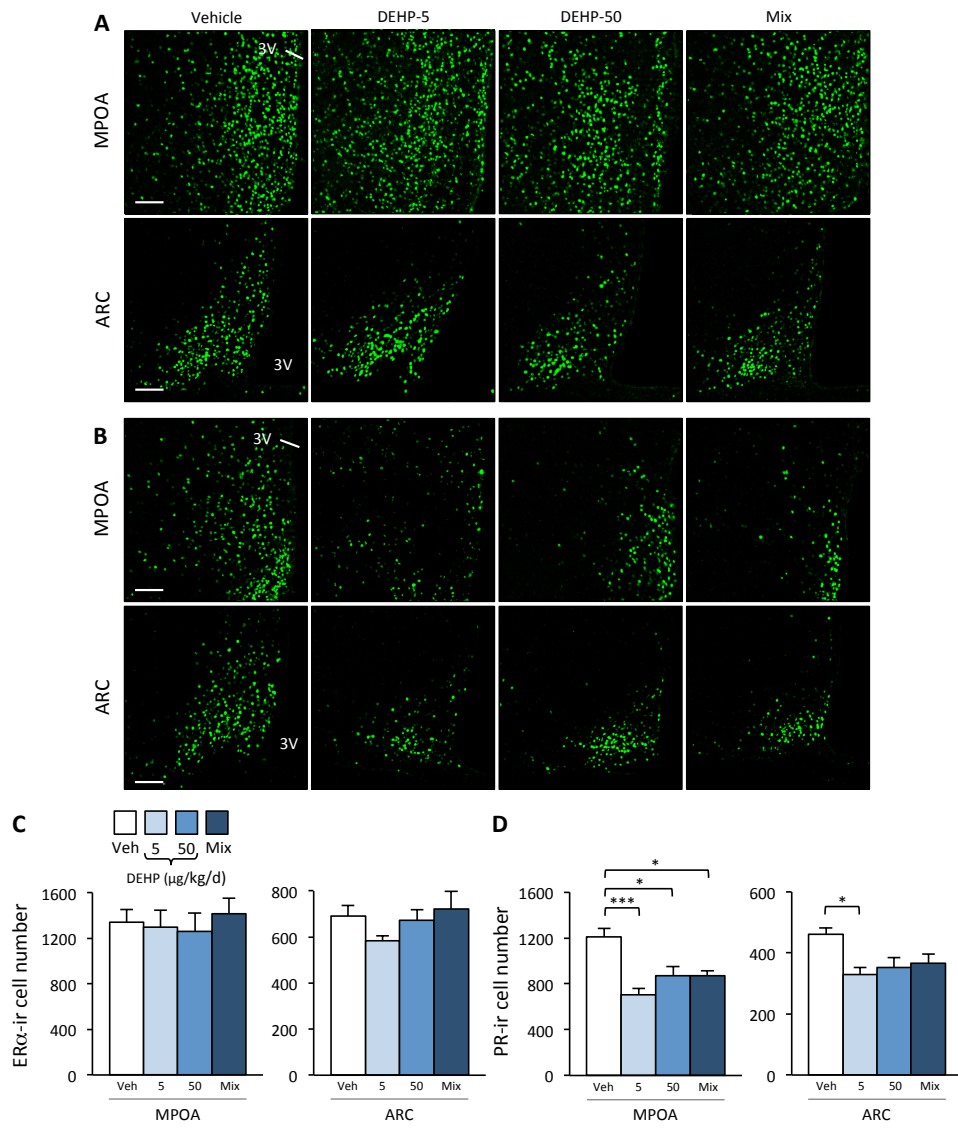 A
Vehicle DEHP-5 DEHP-50 Mix
3V
MPOA
ARC
3V
B
3V
MPOA
ARC
3V
C
Veh 5 50 Mix
DEHP (µg/kg/d)
ERα-ir cell number
1600
1200
800
400
0
Veh 5 50 Mix
MPOA
800
600
400
200
0
Veh 5 50 Mix
ARC
D
PR-ir cell number
1600
1200
800
400
0
*
*
***
Veh 5 50 Mix
MPOA
600
400
200
0
*
Veh 5 50 Mix
ARC